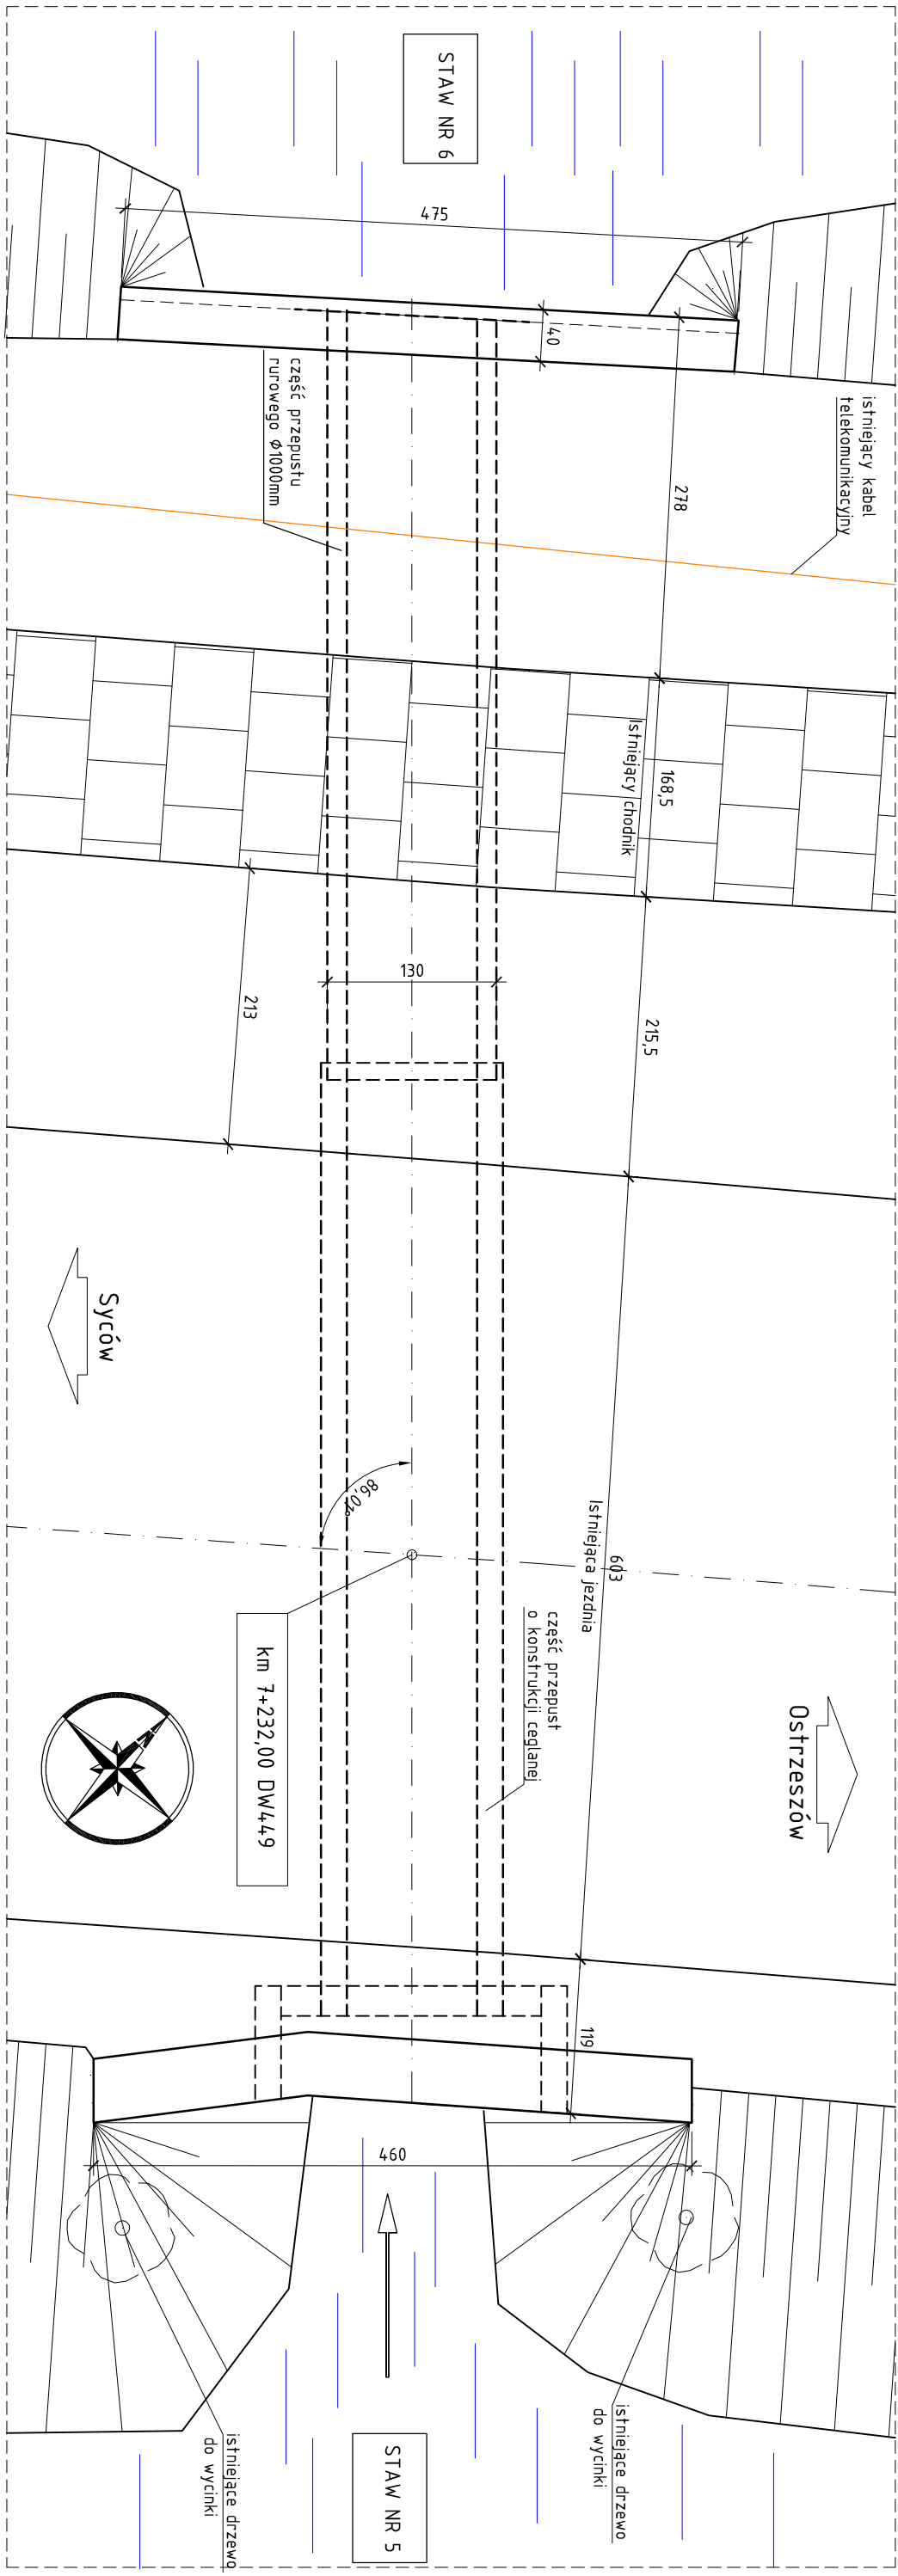 STAW NR 6
475
40
część przepustu
rurowego Ø1000mm
istniejący kabel
telekomunikacyjny
278
Istniejący chodnik
168,5
130
213
215,5
Syców
86,01°
Istniejąca jezdnia
603
część przepust
o konstrukcji ceglanej
km 7+232,00 DW449
Ostrzeszów
N
119
460
istniejące drzewo
do wycinki
istniejące drzewo
do wycinki
STAW NR 5